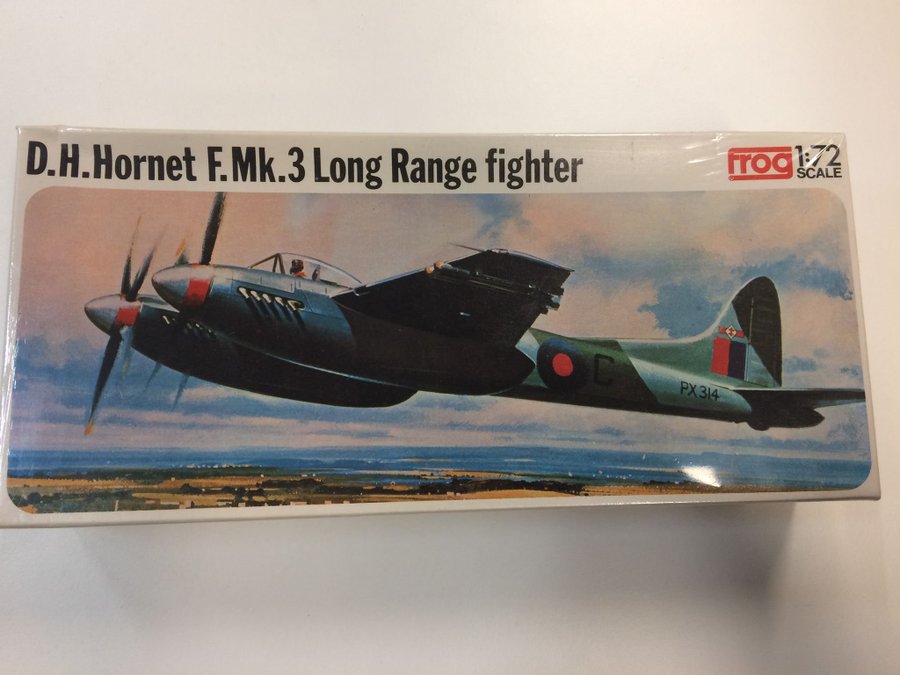 D.H.Hornet F.Mk.3 Long Range fighter
frog 1:72
SCALE
C
PX314